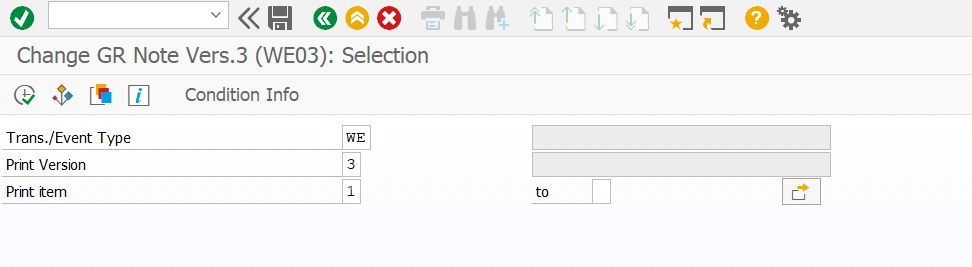 Change GR Note Vers.3 (WE03): Selection
Condition Info
Trans./Event Type WE
Print Version 3
Print item 1 to